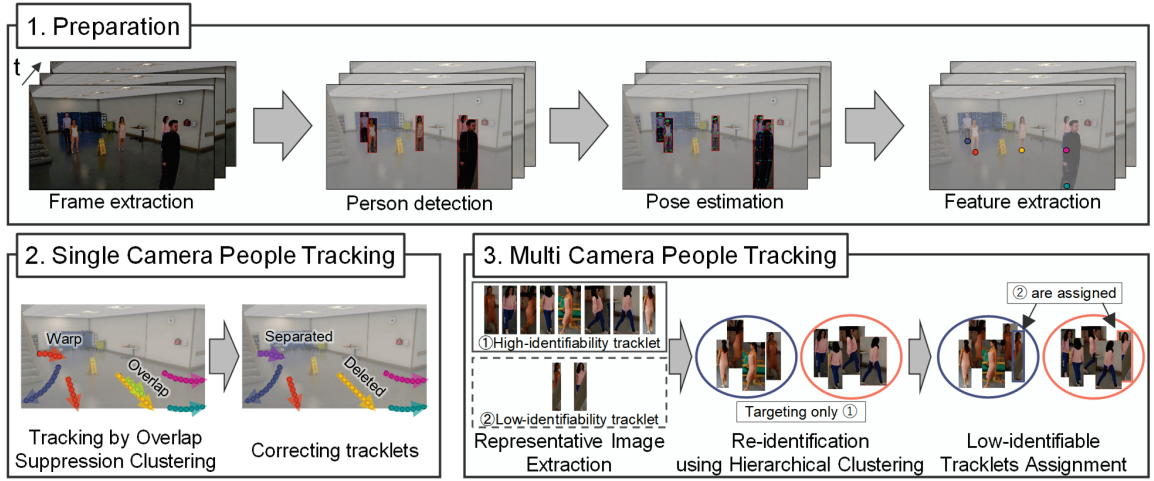 1. Preparation
t
Frame extraction
Person detection
Pose estimation
Feature extraction
2. Single Camera People Tracking
Warp
Overlap
Tracking by Overlap
Suppression Clustering
Separated
Deleted
Correcting tracklets
3. Multi Camera People Tracking
①High-identifiability tracklet
②Low-identifiability tracklet
Representative Image
Extraction
Targeting only ①
Re-identification
using Hierarchical Clustering
② are assigned
Low-identifiable
Tracklets Assignment